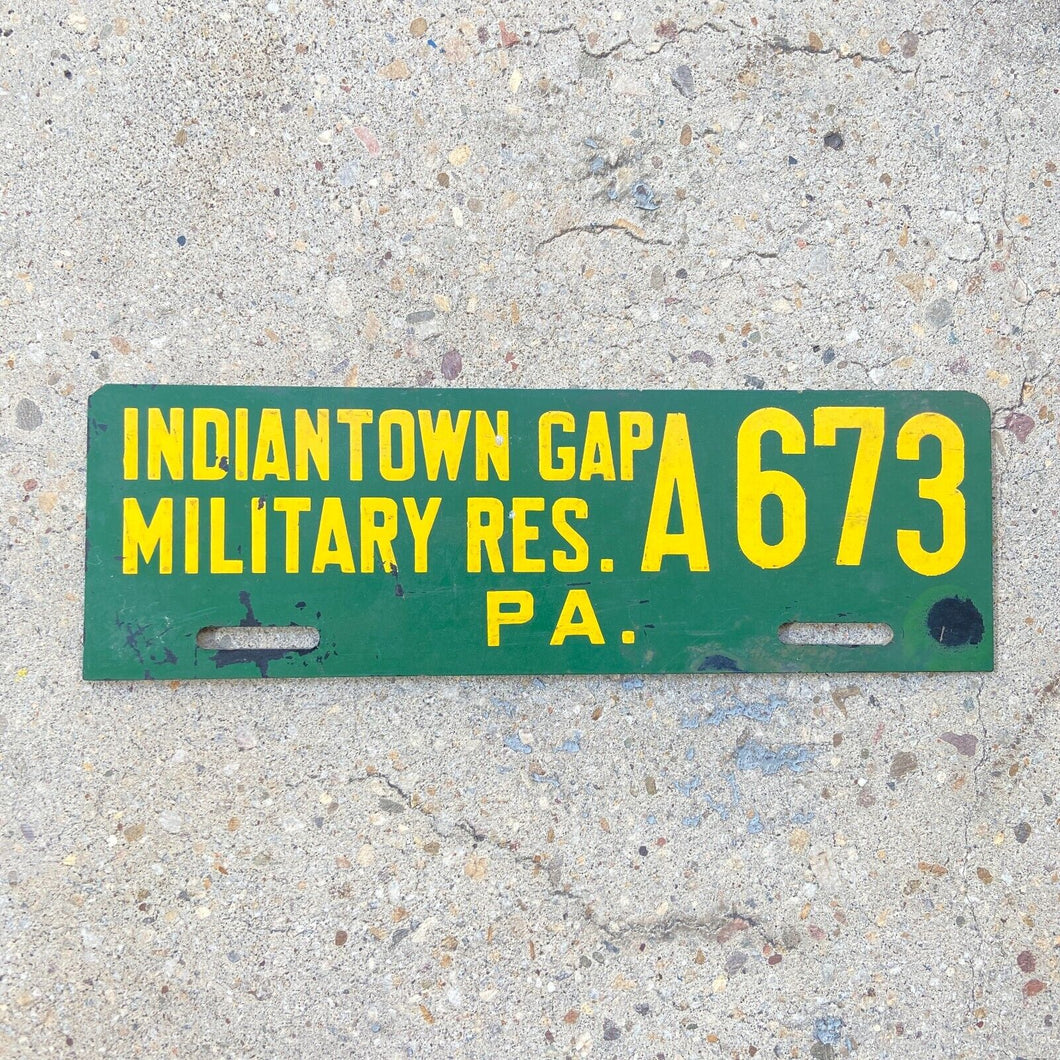 INDIANTOWN GAP A 673
MILITARY RES.
PA.